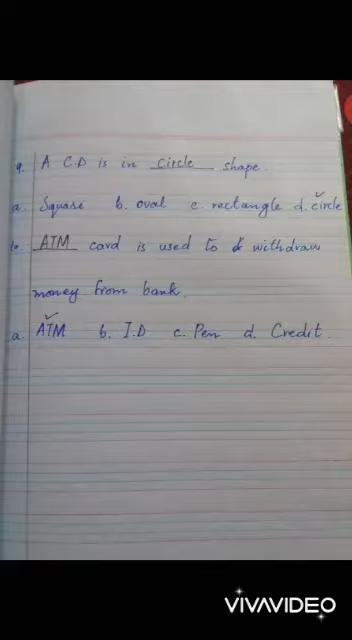 9. A C.D is in circle shape.
a. Square b. oval c. rectangle d. circle
10. ATM card is used to withdraw
money from bank.
a. ATM b. I.D c. Pen d. Credit.
VIVAVIDEO